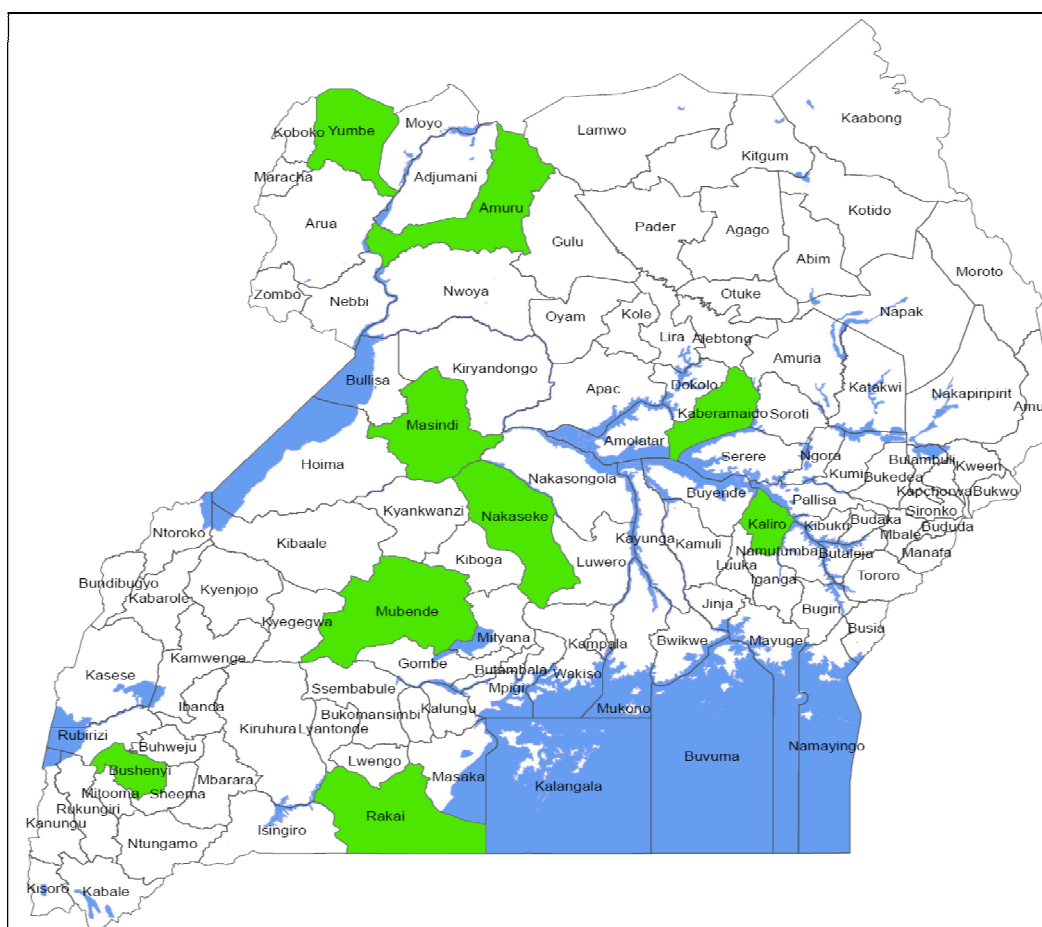 Kaabong
Moyo
Lamwo
Koboko
Yumbe
Kitgum
Maracha
Adjumani
Amuru
Kotido
Arua
Pader
Agago
Gulu
Abim
Moroto
Zombo
Nebbi
Nwoya
Otuke
Napak
Oyam
Kole
Lira
Alebtong
Amuria
Bullisa
Kiryandongo
Apac
Dokolo
Katakwi
Nakapiripirit
Kaberamaido
Soroti
Amu
Masindi
Amolatar
Serere
Ngora
Bulambuli
Hoima
Kumi
Kween
Bukedea
Nakasongola
Buyende
Pallisa
Kapchorwa
Bukwo
Kyankwanzi
Nakaseke
Sironko
Kaliro
Kibuku
Budaka
Bududa
Ntoroko
Kibaale
Kayunga
Kamuli
Mbale
Namutumba
Butaleja
Manafa
Kiboga
Luwero
Luuka
Iganga
Tororo
Bundibugyo
Kabarole
Kyenjojo
Mubende
Jinja
Bugiri
Kyegegwa
Busia
Mityana
Kampala
Bwikwe
Mayuge
Kamwenge
Gombe
Butambala
Wakiso
Kasese
Ssembabule
Mpigi
Ibanda
Bukomansimbi
Kalungu
Mukono
Kiruhura
Lyantonde
Rubirizi
Buhweju
Namayingo
Buvuma
Lwengo
Bushenyi
Mbarara
Masaka
Kalangala
Mitooma
Sheema
Rukungiri
Rakai
Kanungu
Isingiro
Ntungamo
Kisoro
Kabale